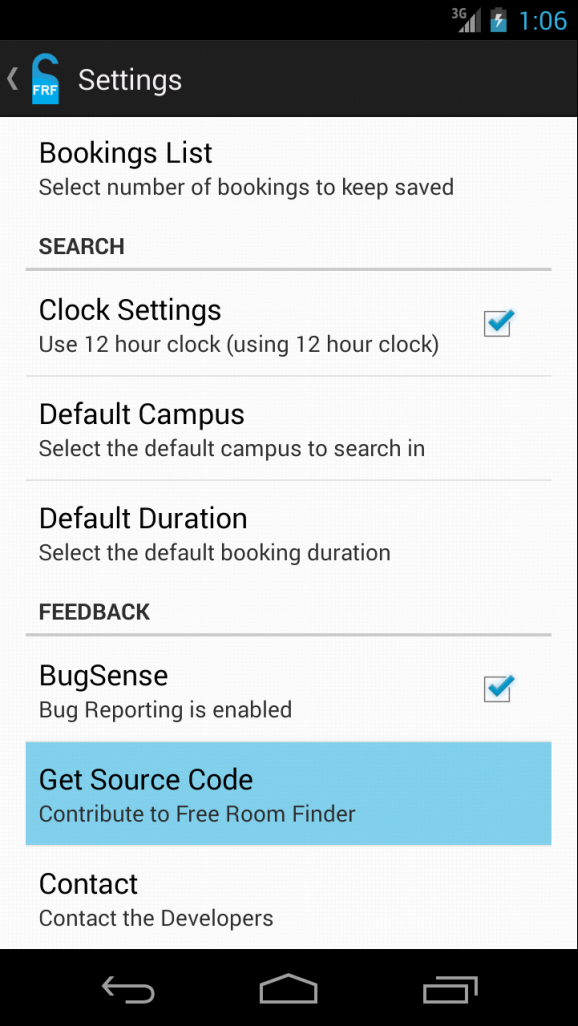 3G 1:06
FRF Settings
Bookings List
Select number of bookings to keep saved
SEARCH
Clock Settings
Use 12 hour clock (using 12 hour clock)
Default Campus
Select the default campus to search in
Default Duration
Select the default booking duration
FEEDBACK
BugSense
Bug Reporting is enabled
Get Source Code
Contribute to Free Room Finder
Contact
Contact the Developers